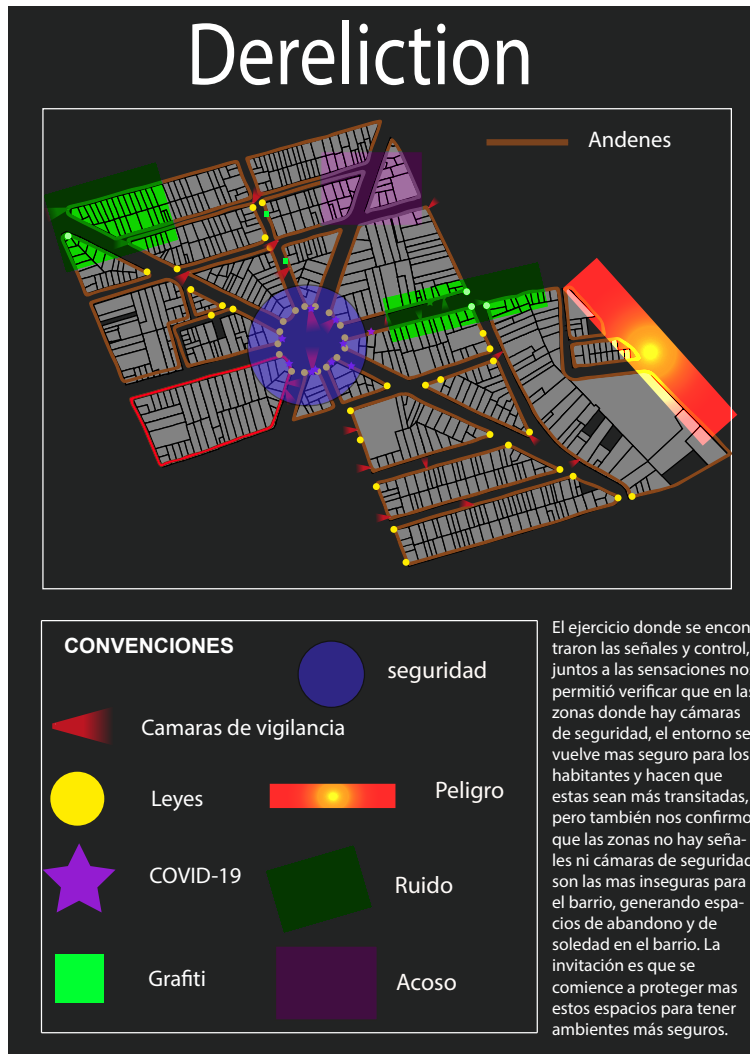 Dereliction
Andenes
CONVENCIONES
seguridad
Camaras de vigilancia
Leyes
Peligro
COVID-19
Ruido
Grafiti
Acoso
El ejercicio donde se encon
traron las señales y control,
juntos a las sensaciones no
permitió verificar que en las
zonas donde hay cámaras
de seguridad, el entorno se
vuelve mas seguro para los
habitantes y hacen que
estas sean más transitadas,
pero también nos confirmo
que las zonas no hay seña-
les ni cámaras de seguridad
son las mas inseguras para
el barrio, generando espa-
cios de abandono y de
soledad en el barrio. La
invitación es que se
comience a proteger mas
estos espacios para tener
ambientes más seguros.